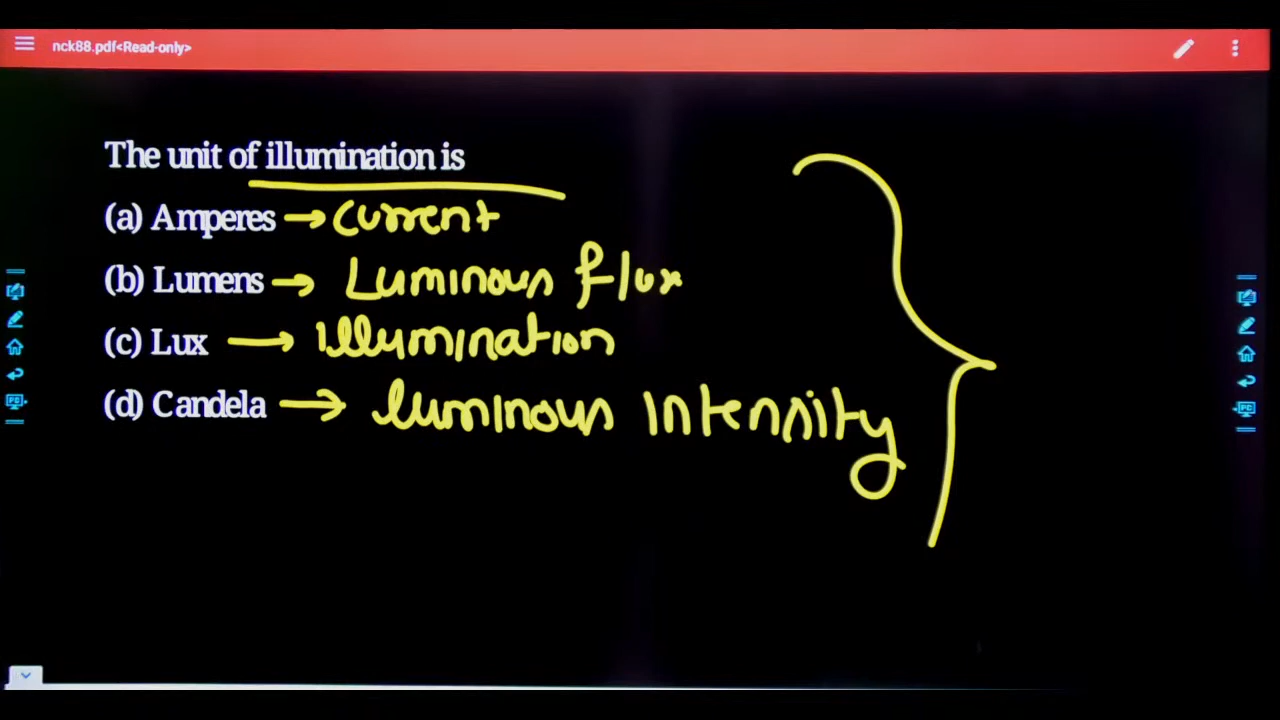 nck88.pdf<Read-only>
The unit of illumination is
(a) Amperes → Current
(b) Lumens → Luminous flux
(c) Lux → illumination
(d) Candela → luminous intensity